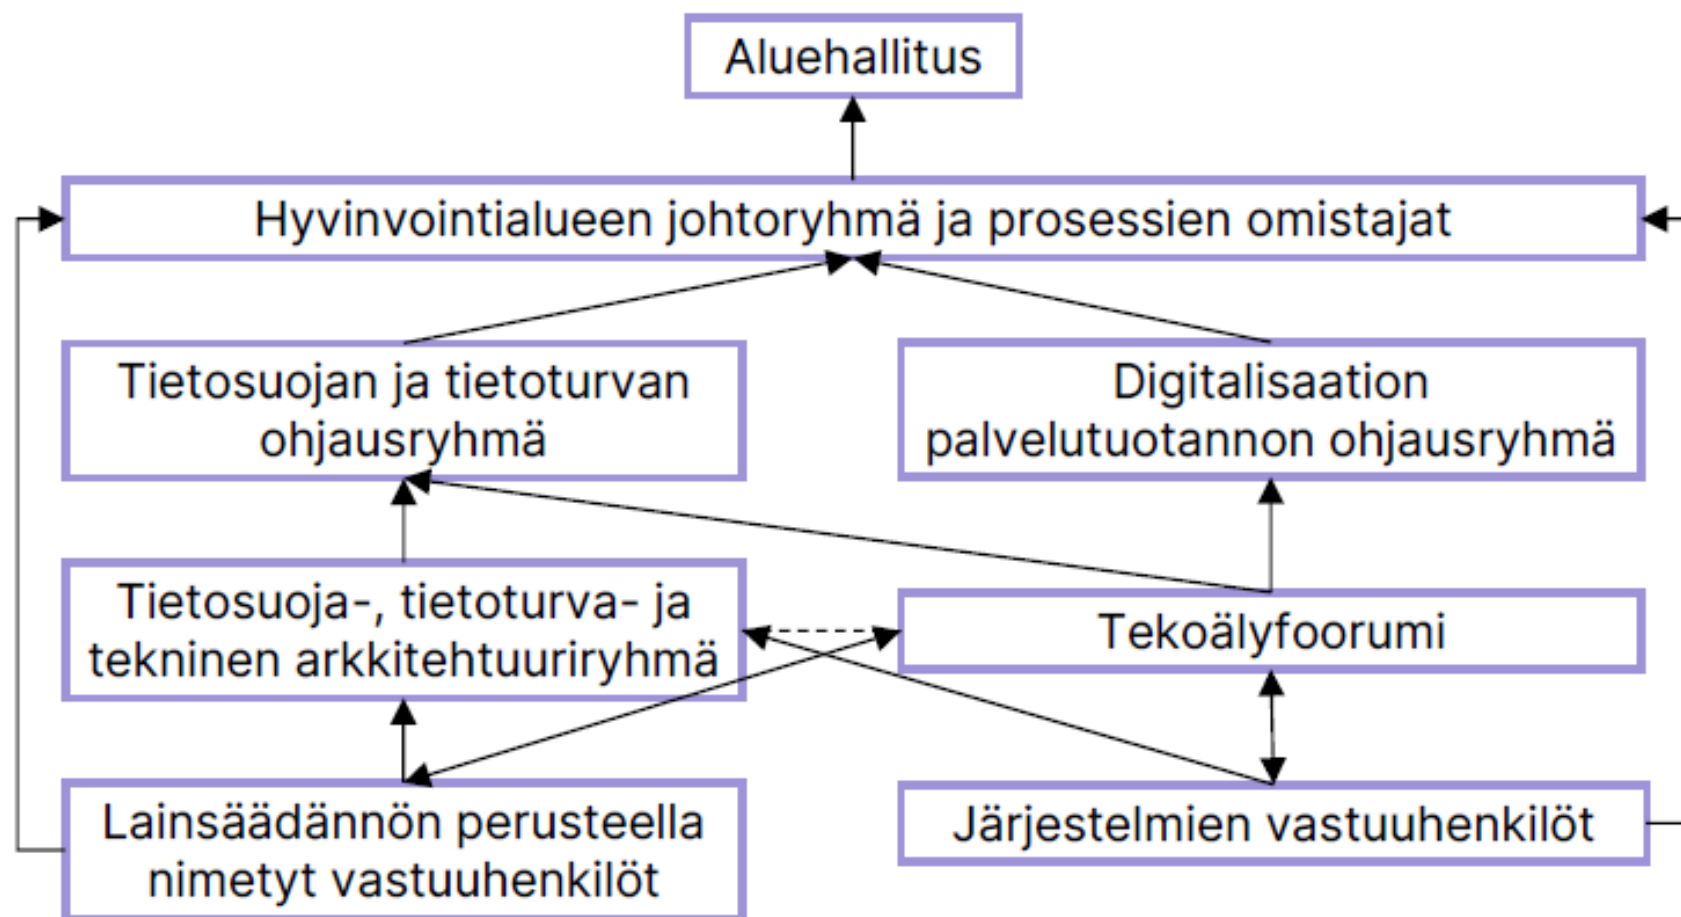 Aluehallitus
Hyvinvointialueen johtoryhmä ja prosessien omistajat
Tietosuojan ja tietoturvan
ohjausryhmä
Digitalisaation
palvelutuotannon ohjausryhmä
Tietosuoja-, tietoturva- ja
tekninen arkkitehtuuriryhmä
Tekoälyfoorumi
Lainsäädännön perusteella
nimetyt vastuuhenkilöt
Järjestelmien vastuuhenkilöt